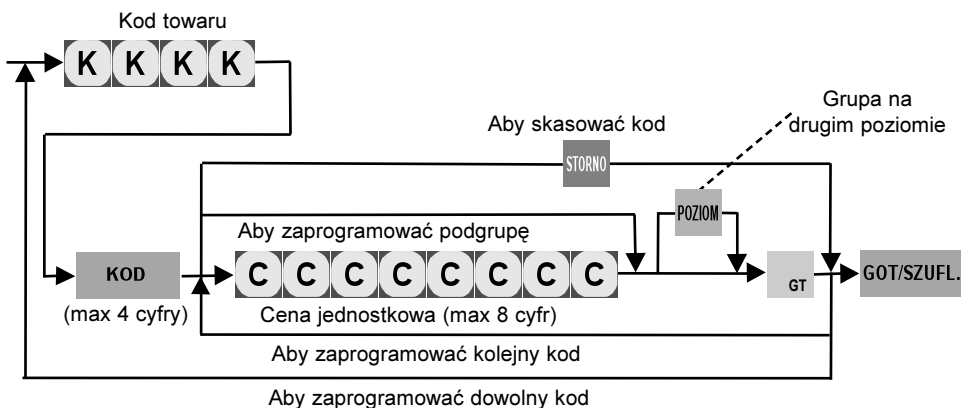 Kod towaru
K K K K
Grupa na
drugim poziomie
Aby skasować kod
STORNO
POZIOM
Aby zaprogramować podgrupę
KOD
C C C C C C C C
GT
GOT/SZUFL.
(max 4 cyfry)
Cena jednostkowa (max 8 cyfr)
Aby zaprogramować kolejny kod
Aby zaprogramować dowolny kod